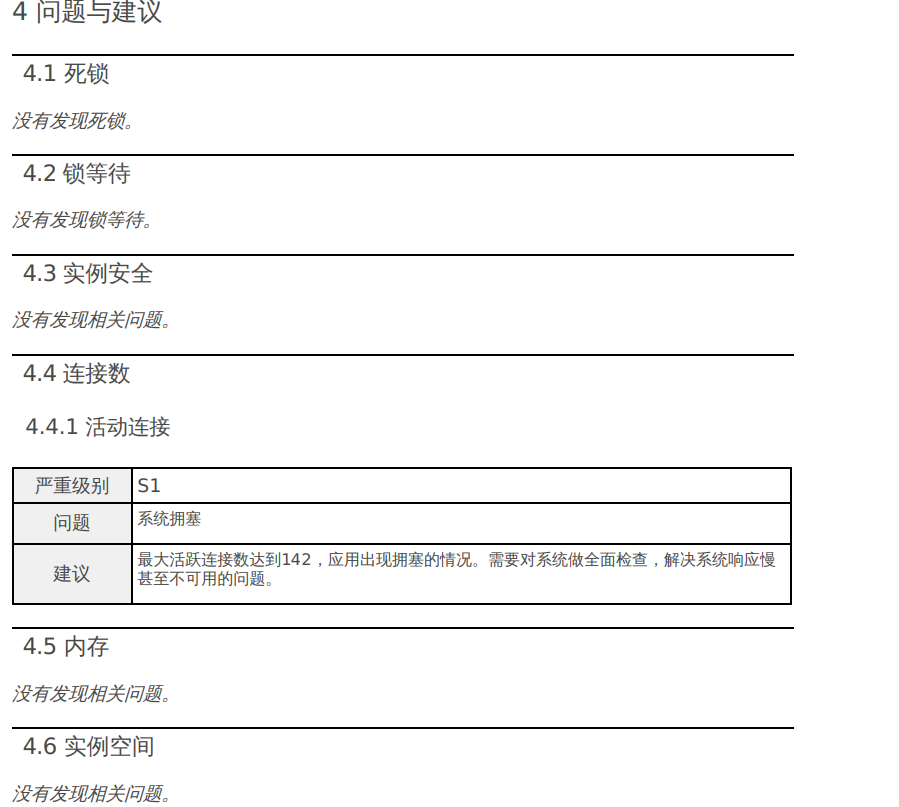 4 问题与建议
4.1 死锁
没有发现死锁。
4.2 锁等待
没有发现锁等待。
4.3 实例安全
没有发现相关问题。
4.4 连接数
4.4.1 活动连接
严重级别 S1
问题 系统拥塞
建议 最大活跃连接数达到142，应用出现拥塞的情况。需要对系统做全面检查，解决系统响应慢
甚至不可用的问题。
4.5 内存
没有发现相关问题。
4.6 实例空间
没有发现相关问题。